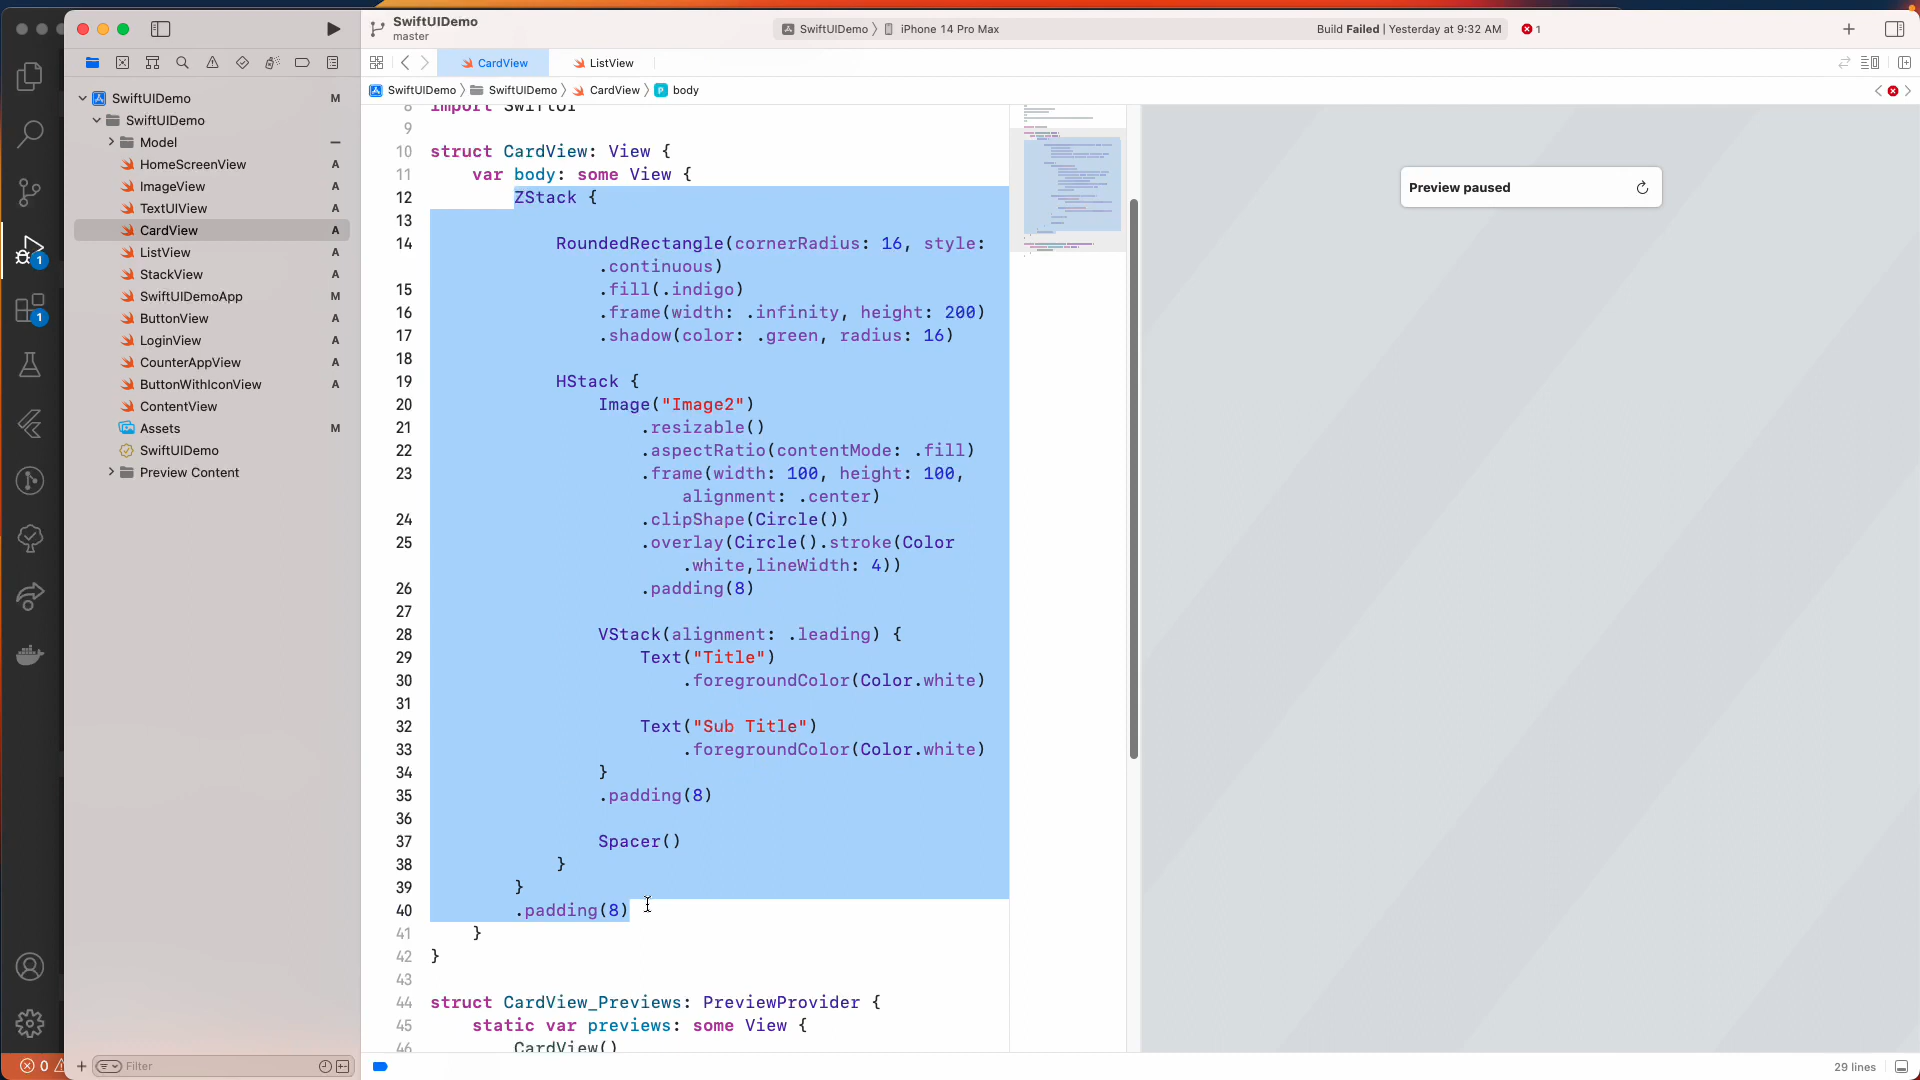 SwiftUIDemo
master
SwiftUIDemo
iPhone 14 Pro Max
Build Failed | Yesterday at 9:32 AM
1
CardView
ListView
SwiftUIDemo
SwiftUIDemo
CardView
P
body
SwiftUIDemo M
SwiftUIDemo
Model
HomeScreenView A
ImageView A
TextUIView A
CardView A
ListView A
StackView A
SwiftUIDemoApp M
ButtonView A
LoginView A
CounterAppView A
ButtonWithIconView A
ContentView
Assets M
SwiftUIDemo
Preview Content
1
1
0
Filter
8 import SwiftUI
9
10 struct CardView: View {
11 var body: some View {
12 ZStack {
13
14 RoundedRectangle(cornerRadius: 16, style:
.continuous)
15 .fill(.indigo)
16 .frame(width: .infinity, height: 200)
17 .shadow(color: .green, radius: 16)
18
19 HStack {
20 Image("Image2")
21 .resizable()
22 .aspectRatio(contentMode: .fill)
23 .frame(width: 100, height: 100,
alignment: .center)
24 .clipShape(Circle())
25 .overlay(Circle().stroke(Color
.white,lineWidth: 4))
26 .padding(8)
27
28 VStack(alignment: .leading) {
29 Text("Title")
30 .foregroundColor(Color.white)
31
32 Text("Sub Title")
33 .foregroundColor(Color.white)
34 }
35 .padding(8)
36
37 Spacer()
38 }
39 }
40 .padding(8)
41 }
42 }
43
44 struct CardView_Previews: PreviewProvider {
45 static var previews: some View {
46 CardView()
Preview paused
29 lines